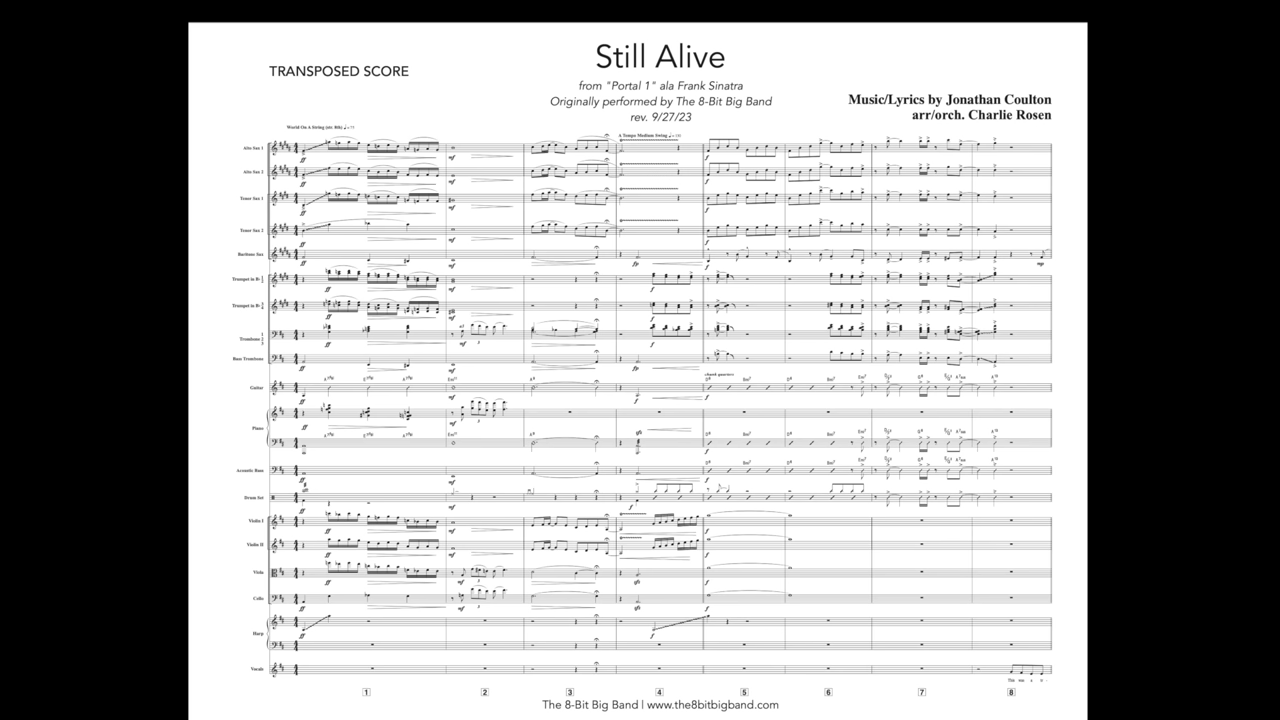 Still Alive
TRANSPOSED SCORE
from "Portal 1" ala Frank Sinatra
Originally performed by The 8-Bit Big Band
rev. 9/27/23
Music/Lyrics by Jonathan Coulton
arr/orch. Charlie Rosen
A Tempo Medium Swing
Alto Sax 1
Alto Sax 2
Tenor Sax 1
Tenor Sax 2
Baritone Sax
Trumpet in B♭ 1 2
Trumpet in B♭
Trombone 1 2 3
Bass Trombone
Guitar
Piano
Acoustic Bass
Drum Set
Violin I
Violin II
Viola
Cello
Harp
Vocals
This was a
1 2 3 4 5 6 7 8
The 8-Bit Big Band | www.the8bitbigband.com